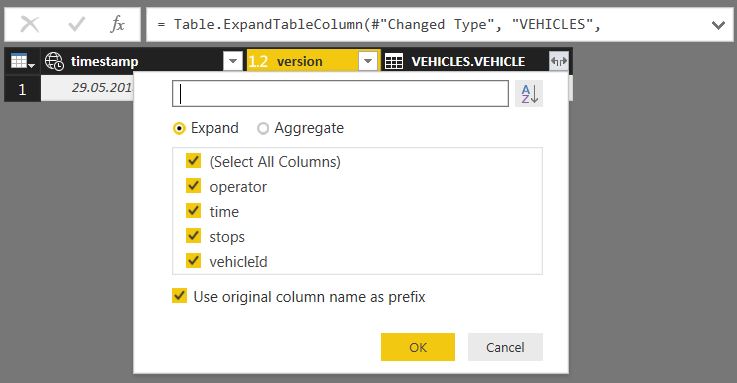 fx = Table.ExpandTableColumn(#"Changed Type", "VEHICLES",
timestamp 1.2 version VEHICLES.VEHICLE
1 29.05.201
Expand Aggregate
(Select All Columns)
operator
time
stops
vehicleId
Use original column name as prefix
OK Cancel